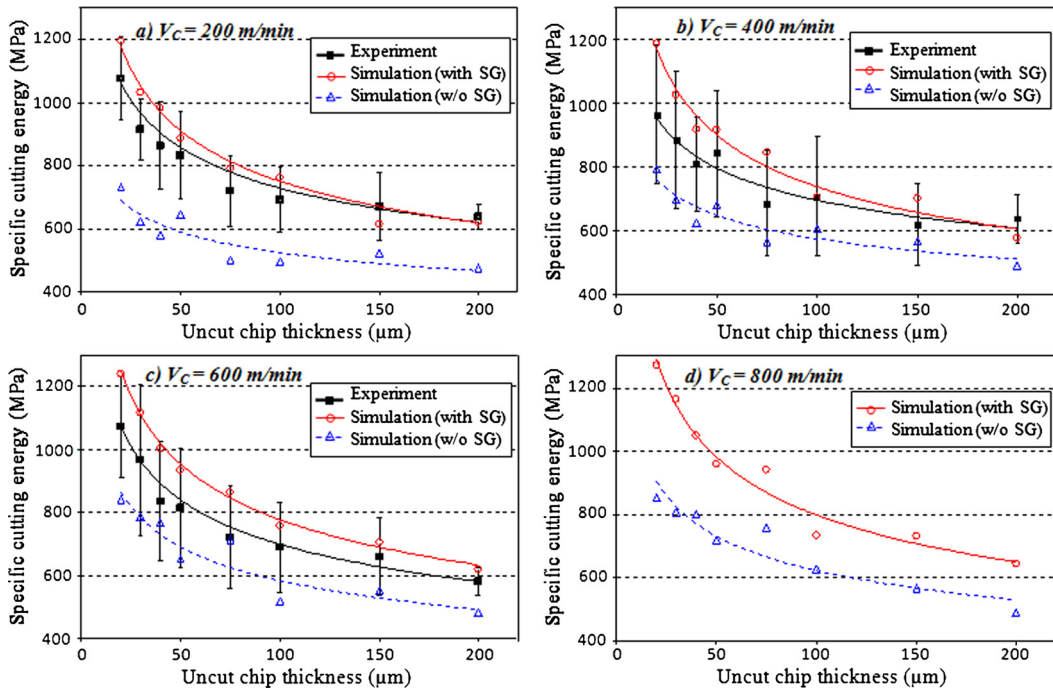 a) VC = 200 m/min
Specific cutting energy (MPa)
1200
1000
800
600
400
0
50
100
150
200
Uncut chip thickness (µm)
Experiment
Simulation (with SG)
Simulation (w/o SG)
b) VC = 400 m/min
Specific cutting energy (MPa)
1200
1000
800
600
400
0
50
100
150
200
Uncut chip thickness (µm)
Experiment
Simulation (with SG)
Simulation (w/o SG)
c) VC = 600 m/min
Specific cutting energy (MPa)
1200
1000
800
600
400
0
50
100
150
200
Uncut chip thickness (µm)
Experiment
Simulation (with SG)
Simulation (w/o SG)
d) VC = 800 m/min
Specific cutting energy (MPa)
1200
1000
800
600
400
0
50
100
150
200
Uncut chip thickness (µm)
Simulation (with SG)
Simulation (w/o SG)